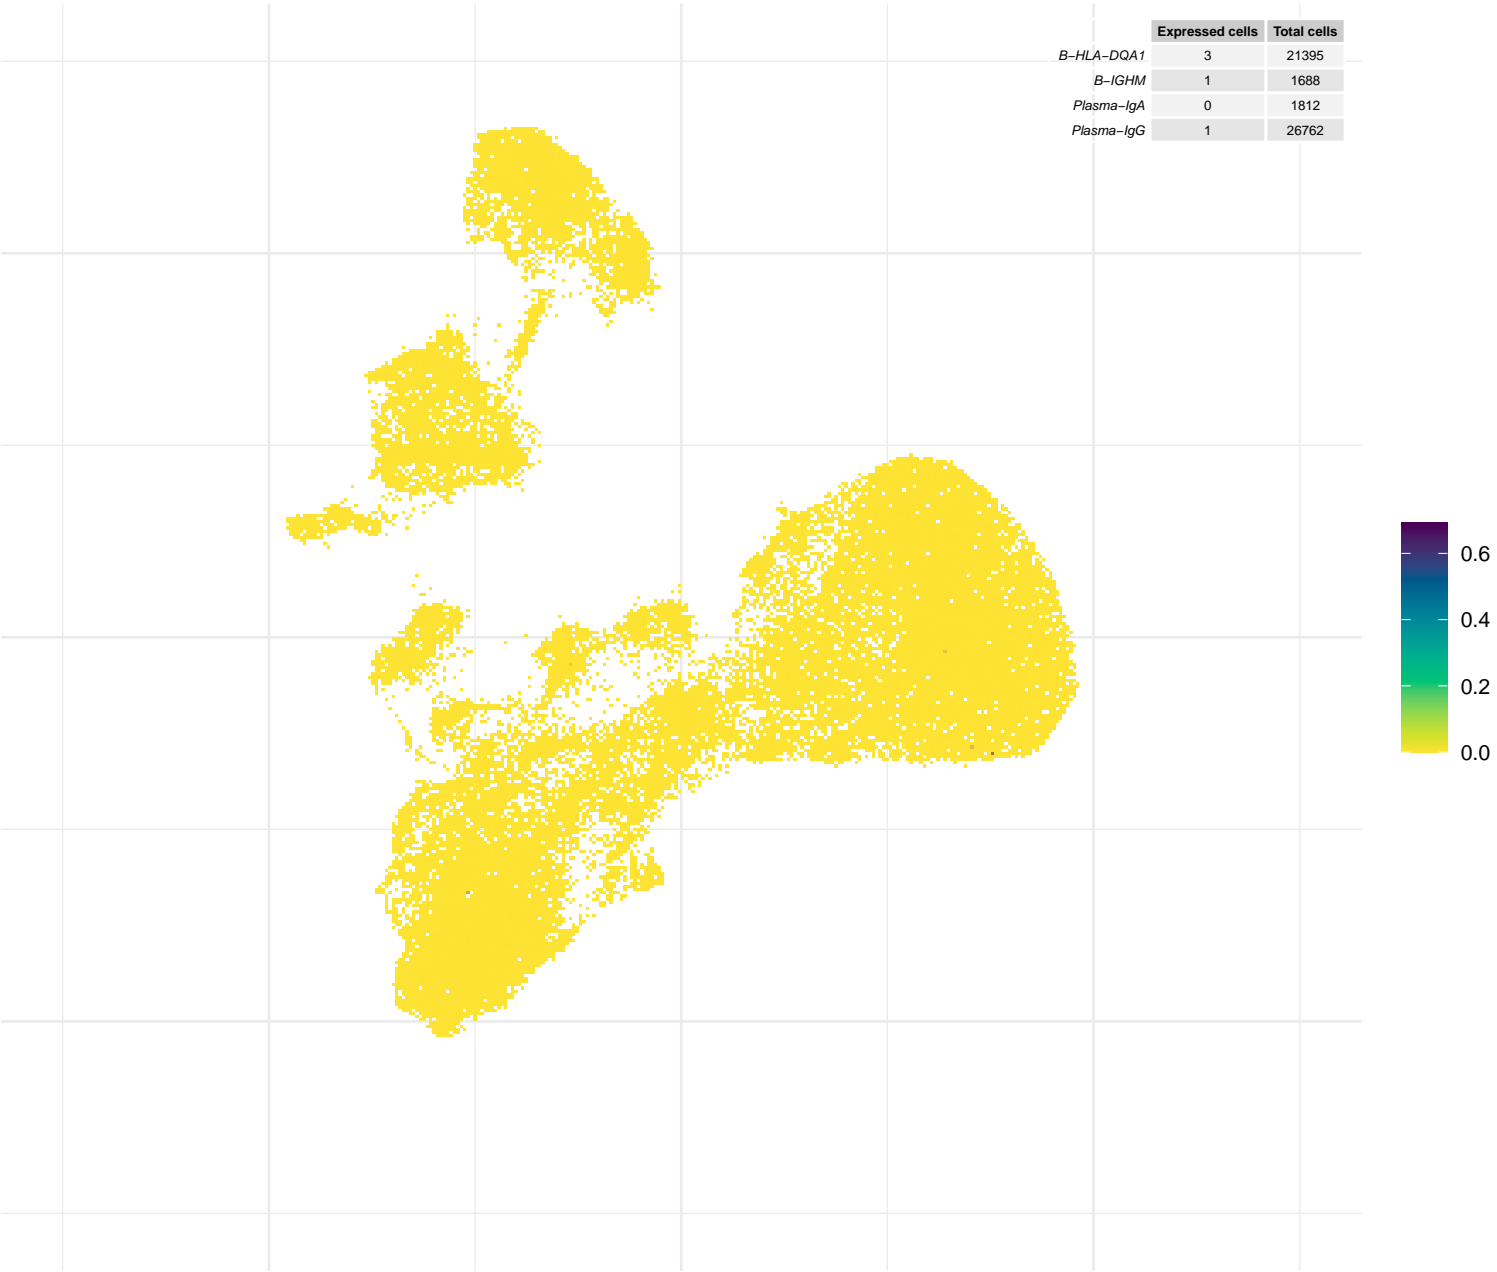 Expressed cells Total cells
B−HLA−DQA1 3 21395
B−IGHM 1 1688
Plasma−IgA 0 1812
Plasma−IgG 1 26762
0.6
0.4
0.2
0.0